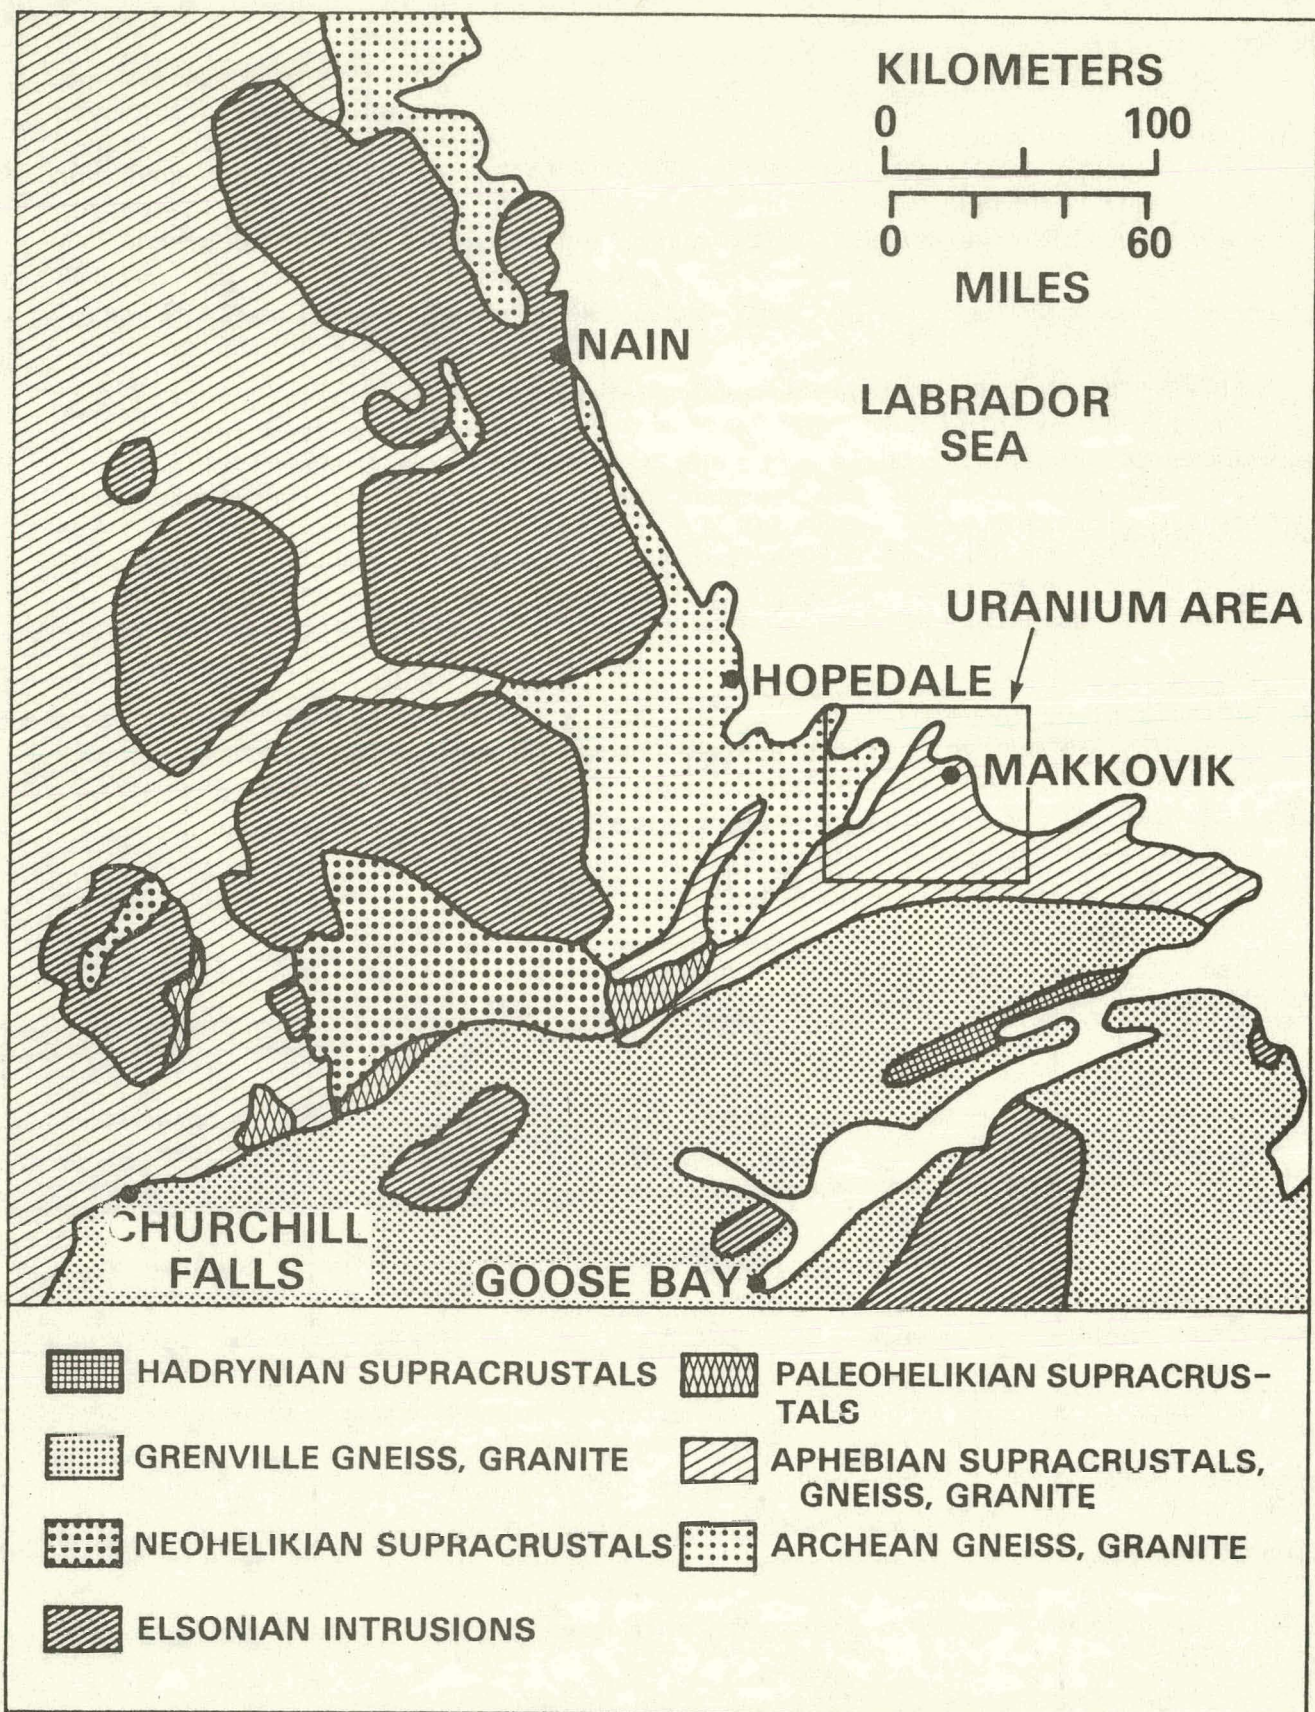 KILOMETERS
0 100
0 60
MILES
NAIN
LABRADOR
SEA
URANIUM AREA
HOPEDALE
MAKKOVIK
CHURCHILL
FALLS
GOOSE BAY
HADRYNIAN SUPRACRUSTALS
GRENVILLE GNEISS, GRANITE
NEOHELIKIAN SUPRACRUSTALS
ELSONIAN INTRUSIONS
PALEOHELIKIAN SUPRACRUS-
TALS
APHEBIAN SUPRACRUSTALS,
GNEISS, GRANITE
ARCHEAN GNEISS, GRANITE